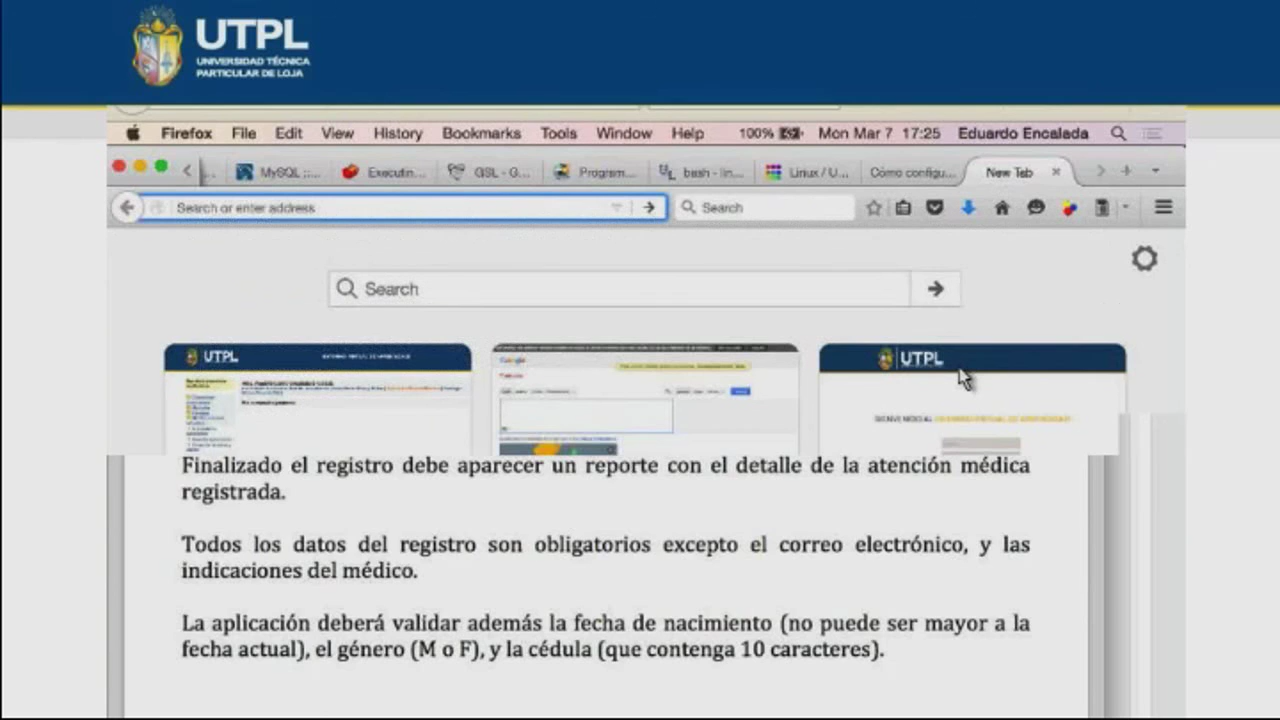 UTPL
UNIVERSIDAD TÉCNICA
PARTICULAR DE LOJA
Firefox File Edit View History Bookmarks Tools Window Help 100% Mon Mar 7 17:25 Eduardo Encalada
MySQL ::... Executin... GSL - G... Program... bash - lin... Linux / U... Cómo configu... New Tab
Search or enter address Search
Search
UTPL
Google
UTPL
Finalizado el registro debe aparecer un reporte con el detalle de la atención médica
registrada.
Todos los datos del registro son obligatorios excepto el correo electrónico, y las
indicaciones del médico.
La aplicación deberá validar además la fecha de nacimiento (no puede ser mayor a la
fecha actual), el género (M o F), y la cédula (que contenga 10 caracteres).